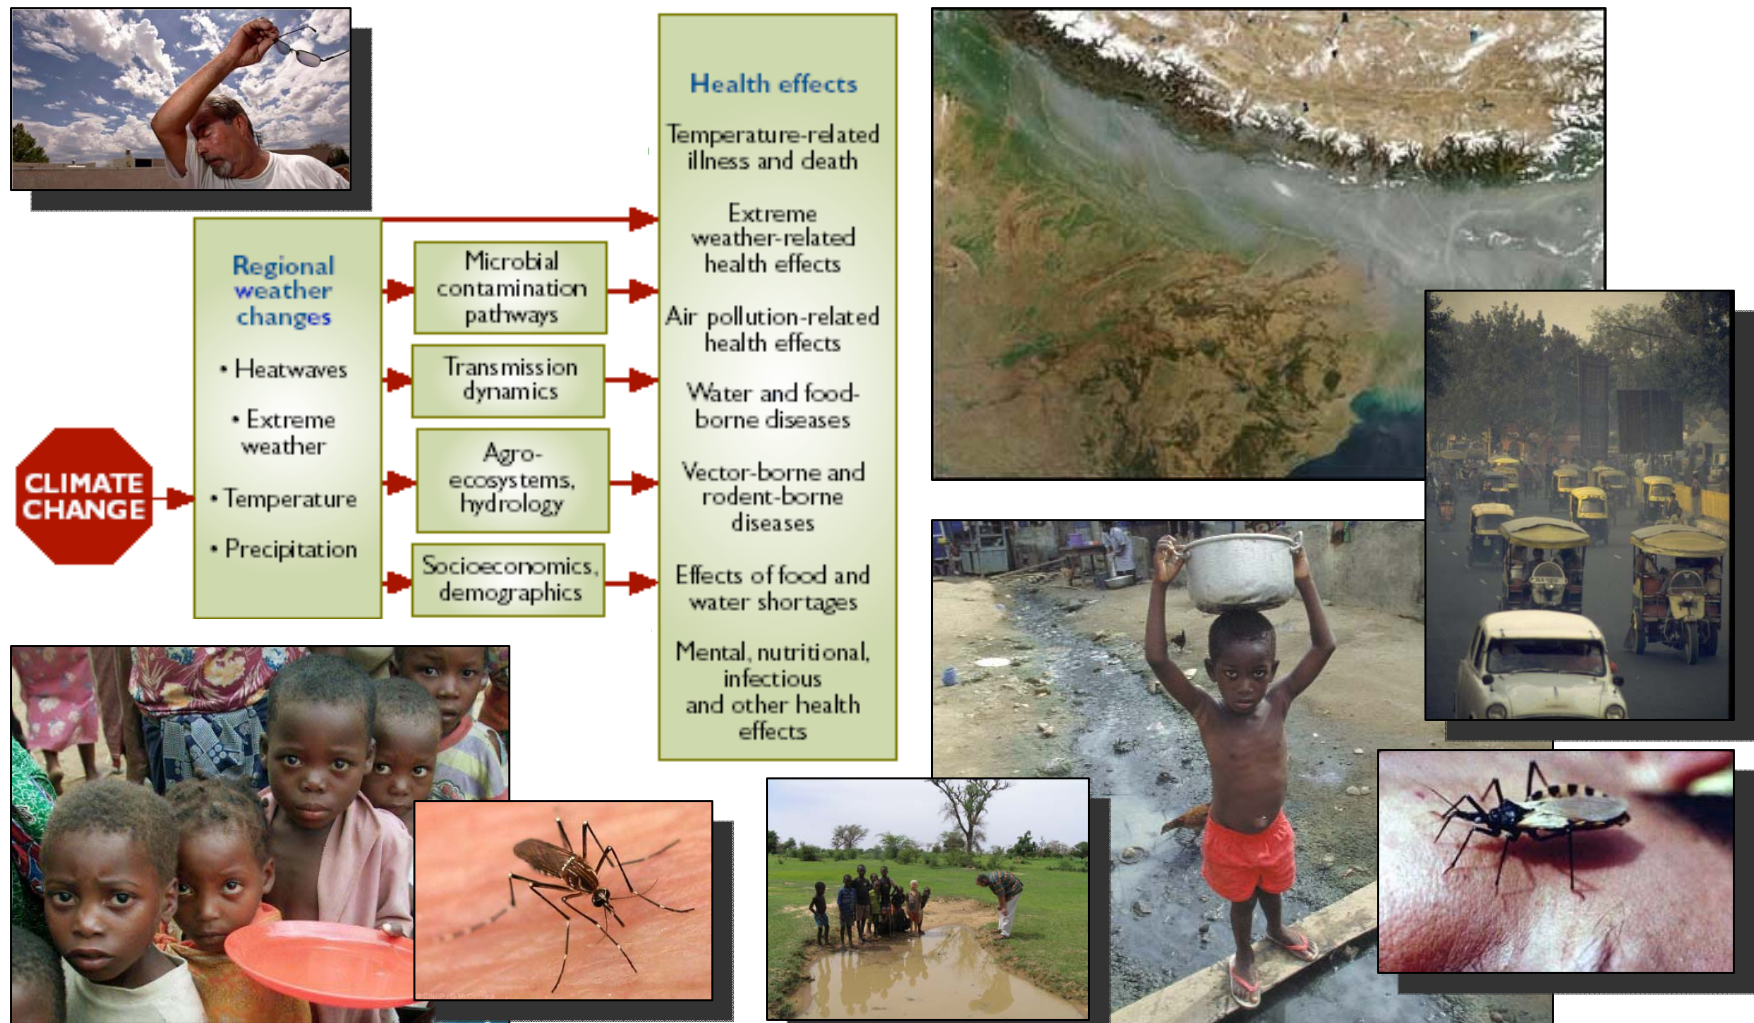 CLIMATE
CHANGE
Regional
weather
changes
• Heatwaves
• Extreme
weather
• Temperature
• Precipitation
Microbial
contamination
pathways
Transmission
dynamics
Agro-
ecosystems,
hydrology
Socioeconomics,
demographics
Health effects
Temperature-related
illness and death
Extreme
weather-related
health effects
Air pollution-related
health effects
Water and food-
borne diseases
Vector-borne and
rodent-borne
diseases
Effects of food and
water shortages
Mental, nutritional,
infectious
and other health
effects